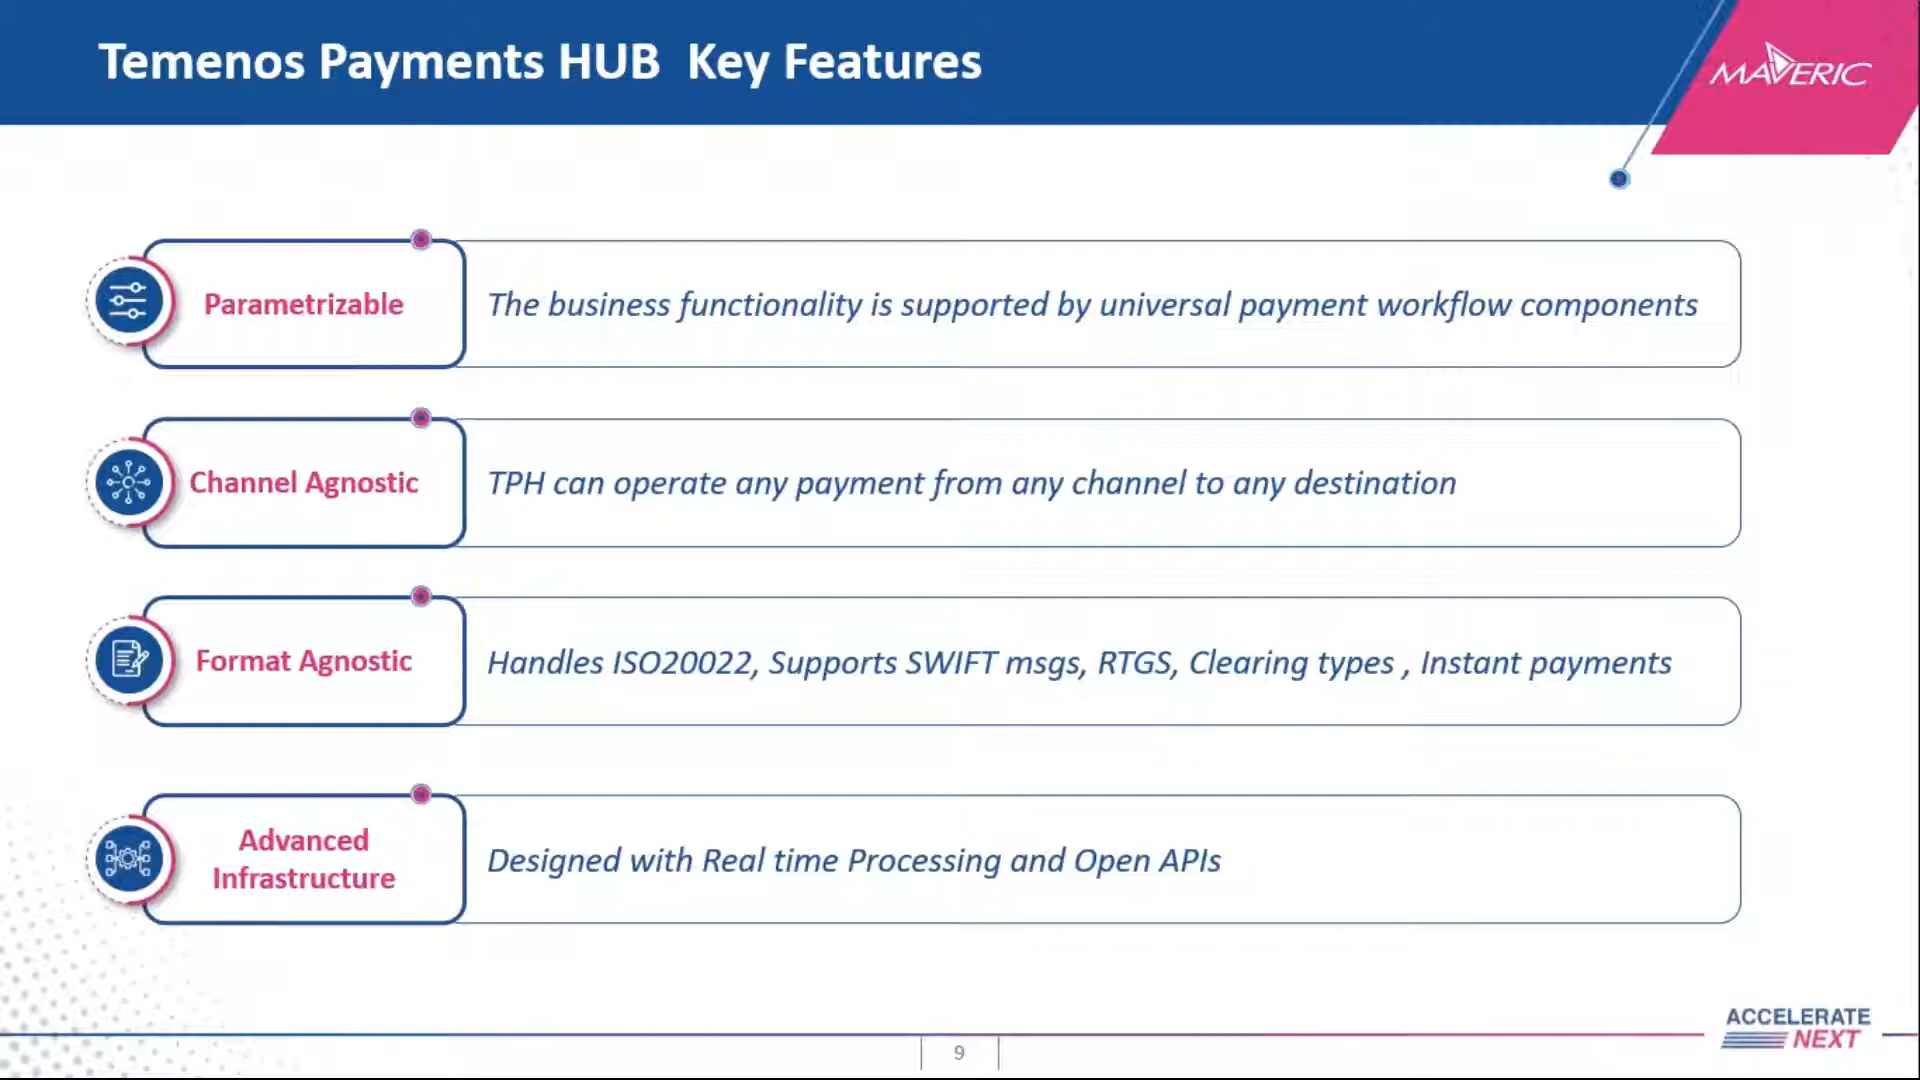 Temenos Payments HUB  Key Features
MAVERIC
Parametrizable
The business functionality is supported by universal payment workflow components
Channel Agnostic
TPH can operate any payment from any channel to any destination
Format Agnostic
Handles ISO20022, Supports SWIFT msgs, RTGS, Clearing types , Instant payments
Advanced
Infrastructure
Designed with Real time Processing and Open APIs
ACCELERATE
NEXT
9